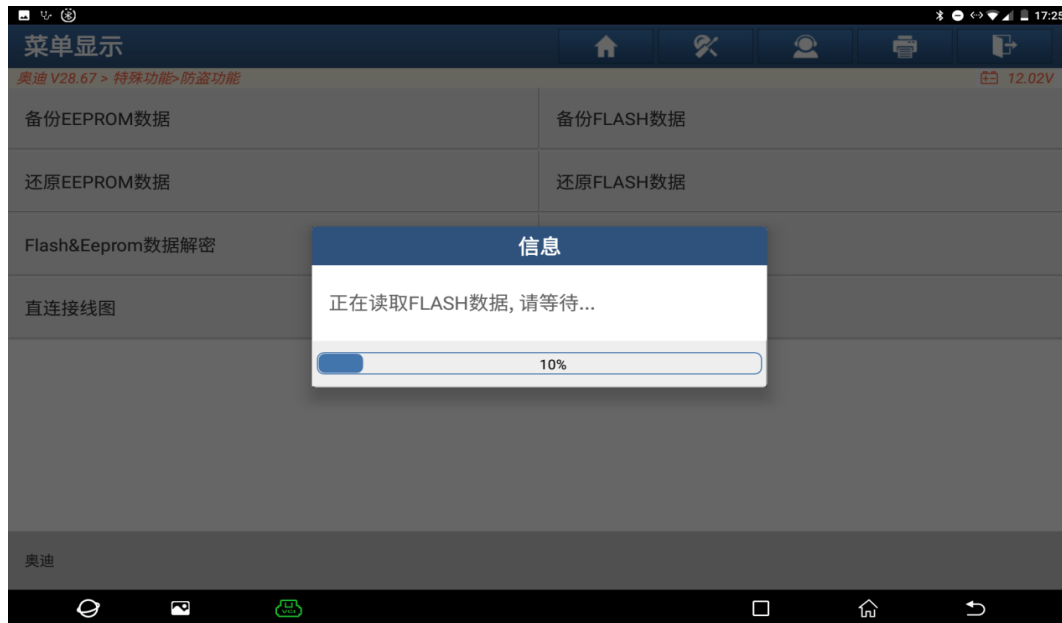 17:25
菜单显示
奥迪 V28.67 > 特殊功能>防盗功能
12.02V
备份EEPROM数据
备份FLASH数据
还原EEPROM数据
还原FLASH数据
Flash&Eeprom数据解密
直连接线图
信息
正在读取FLASH数据, 请等待...
10%
奥迪
VCI